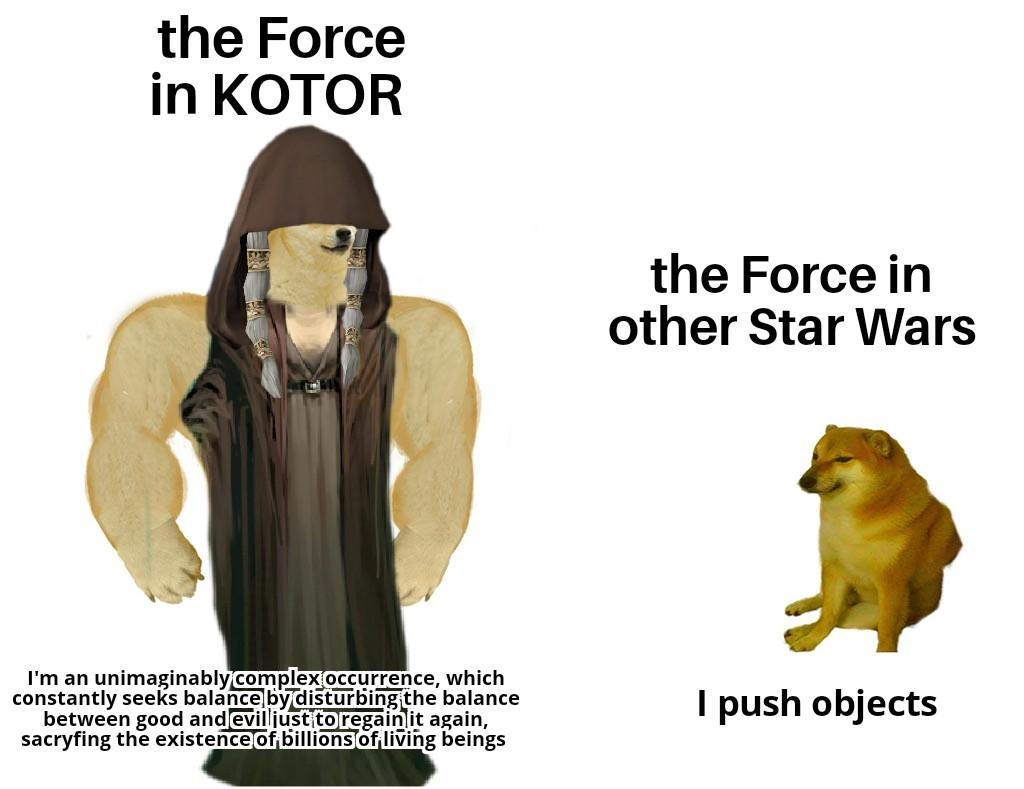 the Force
in KOTOR
I'm an unimaginably complex occurrence, which
constantly seeks balance by disturbing the balance
between good and evil just to regain it again,
sacryfing the existence of billions of living beings
the Force in
other Star Wars
I push objects